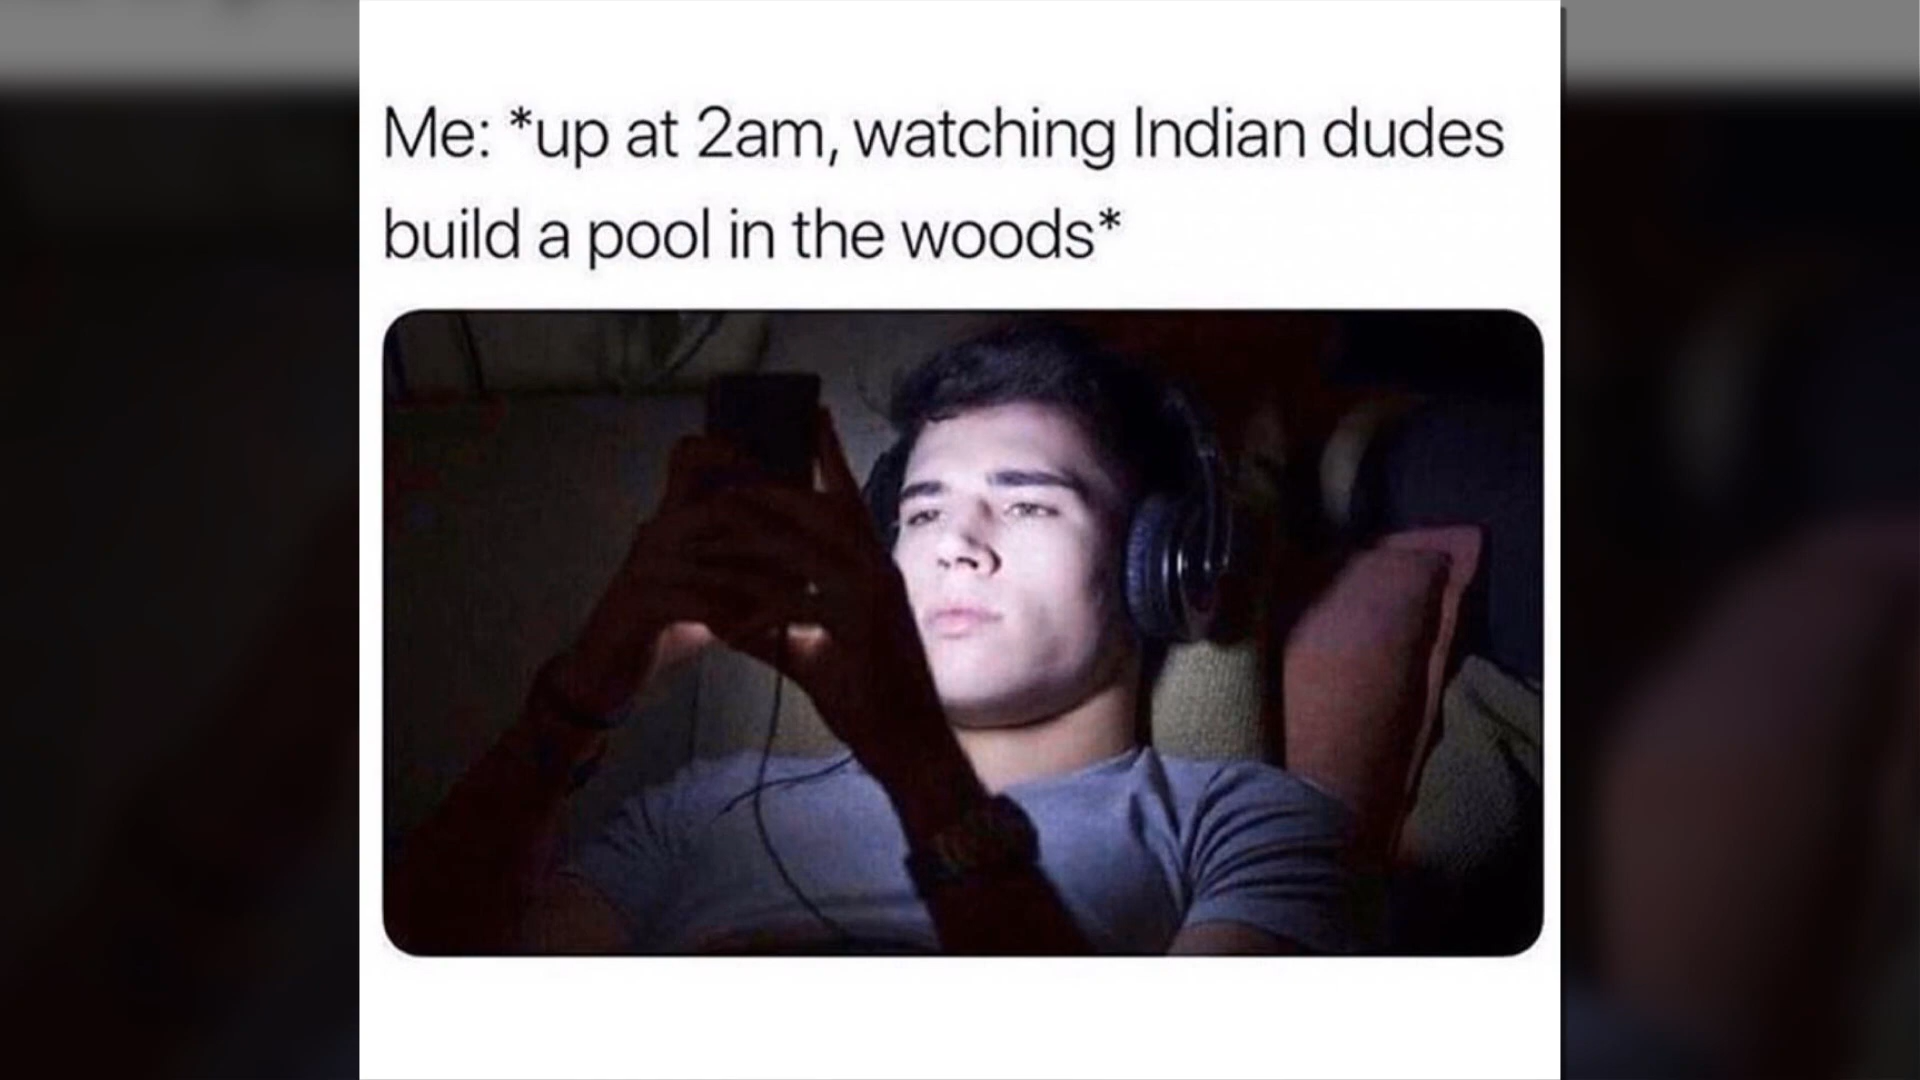 Me: *up at 2am, watching Indian dudes
build a pool in the woods*